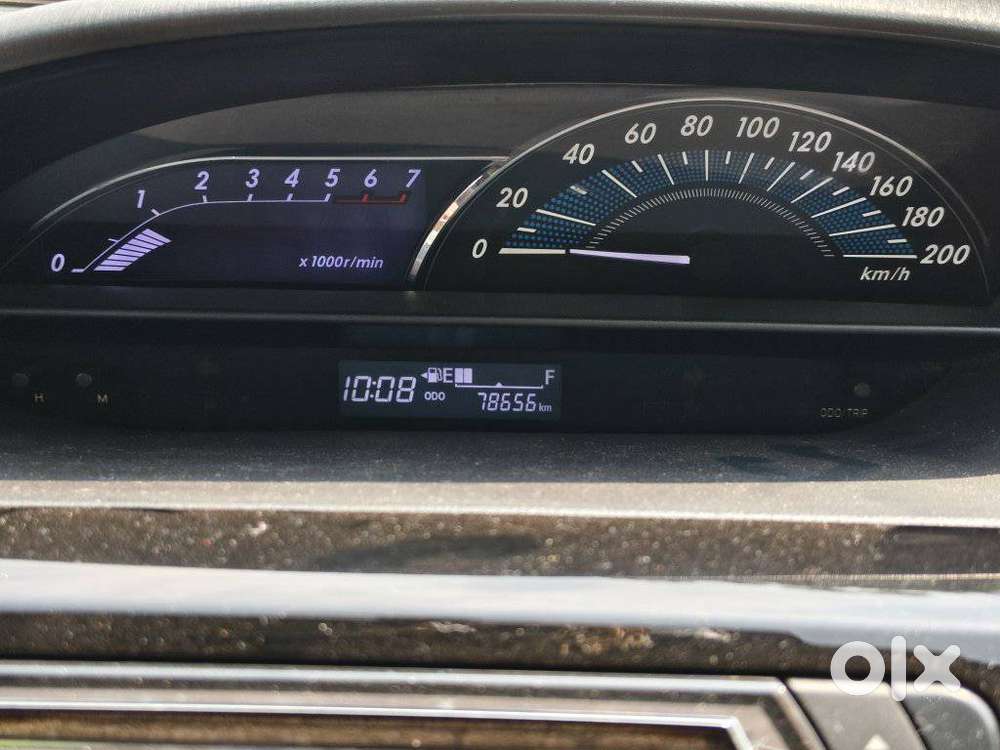 0 1 2 3 4 5 6 7
x 1000r/min
0 20 40 60 80 100 120 140 160 180 200
km/h
10:08 E F
ODO 78656 km
H M ODO/TRIP
olx